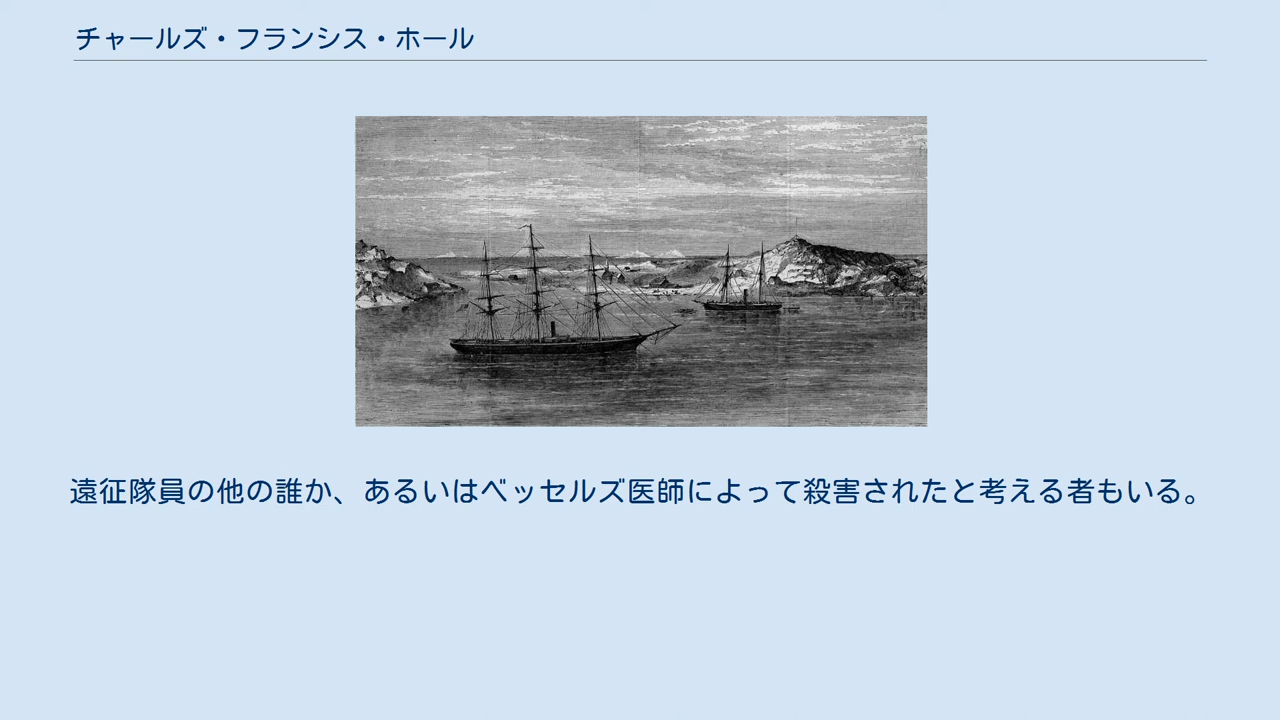 チャールズ・フランシス・ホール
遠征隊員の他の誰か、あるいはベッセルズ医師によって殺害されたと考える者もいる。